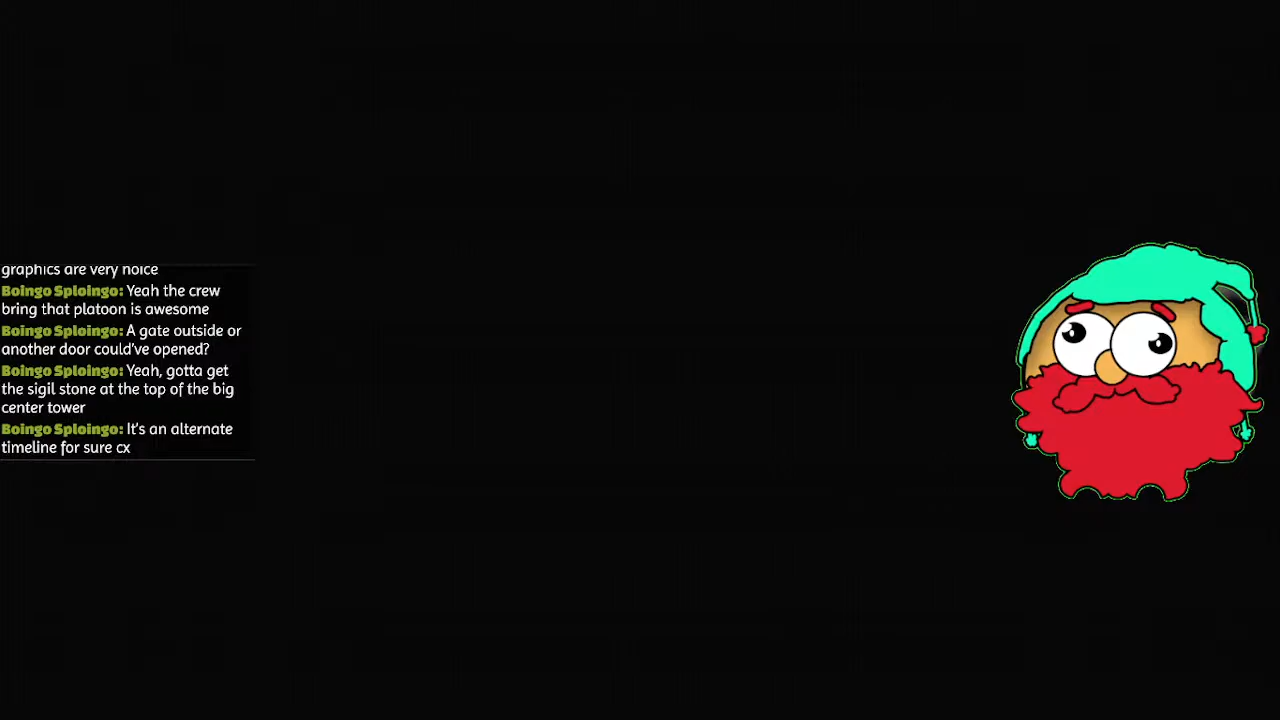 graphics are very noice
Boingo Sploingo: Yeah the crew
bring that platoon is awesome
Boingo Sploingo: A gate outside or
another door could've opened?
Boingo Sploingo: Yeah, gotta get
the sigil stone at the top of the big
center tower
Boingo Sploingo: It's an alternate
timeline for sure cx